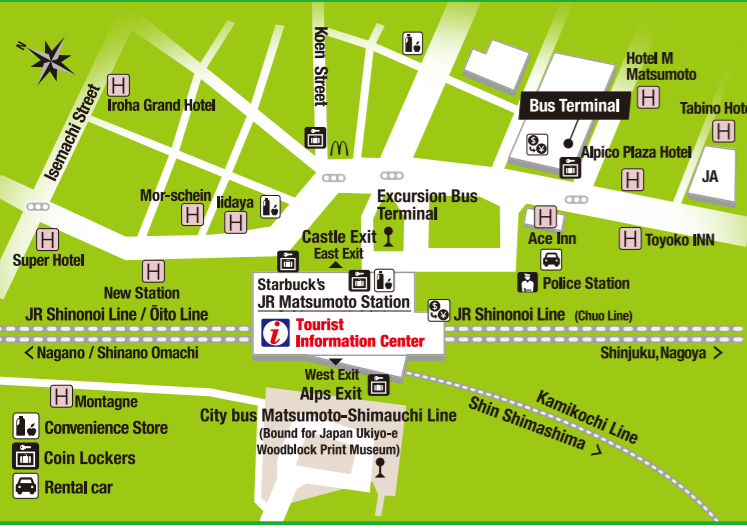 N
Isemachi Street
H
Iroha Grand Hotel
Koen Street
Hotel M
Matsumoto
H
Bus Terminal
Tabino Hote
H
JA
Alpico Plaza Hotel
H
Mor-schein
H
Iidaya
H
Excursion Bus
Terminal
Castle Exit
East Exit
H
Ace Inn
H
Toyoko INN
H
Super Hotel
H
New Station
Police Station
Starbuck's
JR Matsumoto Station
i
Tourist
Information Center
JR Shinonoi Line / Ōito Line
JR Shinonoi Line (Chuo Line)
< Nagano / Shinano Omachi
Shinjuku, Nagoya >
West Exit
Alps Exit
H
Montagne
City bus Matsumoto-Shimauchi Line
(Bound for Japan Ukiyo-e
Woodblock Print Museum)
Kamikochi Line
Shin Shimashima >
Convenience Store
Coin Lockers
Rental car